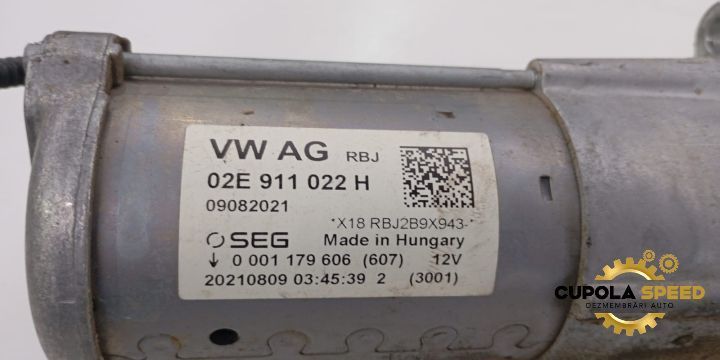 VW AG RBJ
02E 911 022 H
09082021
*X18 RBJ2B9X943-*
SEG Made in Hungary
↓ 0 001 179 606 (607) 12V
20210809 03:45:39 2 (3001)
CUPOLA SPEED
DEZMEMBRĂRI AUTO